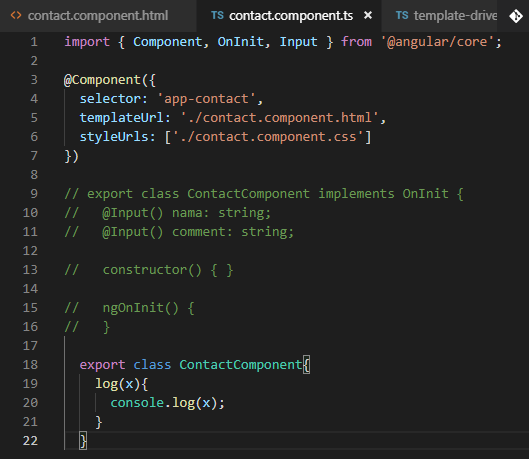 contact.component.html TS contact.component.ts TS template-drive
1 import { Component, OnInit, Input } from '@angular/core';
2
3 @Component({
4   selector: 'app-contact',
5   templateUrl: './contact.component.html',
6   styleUrls: ['./contact.component.css']
7 })
8
9 // export class ContactComponent implements OnInit {
10 //   @Input() nama: string;
11 //   @Input() comment: string;
12
13 //   constructor() { }
14
15 //   ngOnInit() {
16 //   }
17
18   export class ContactComponent{
19     log(x){
20       console.log(x);
21     }
22   }